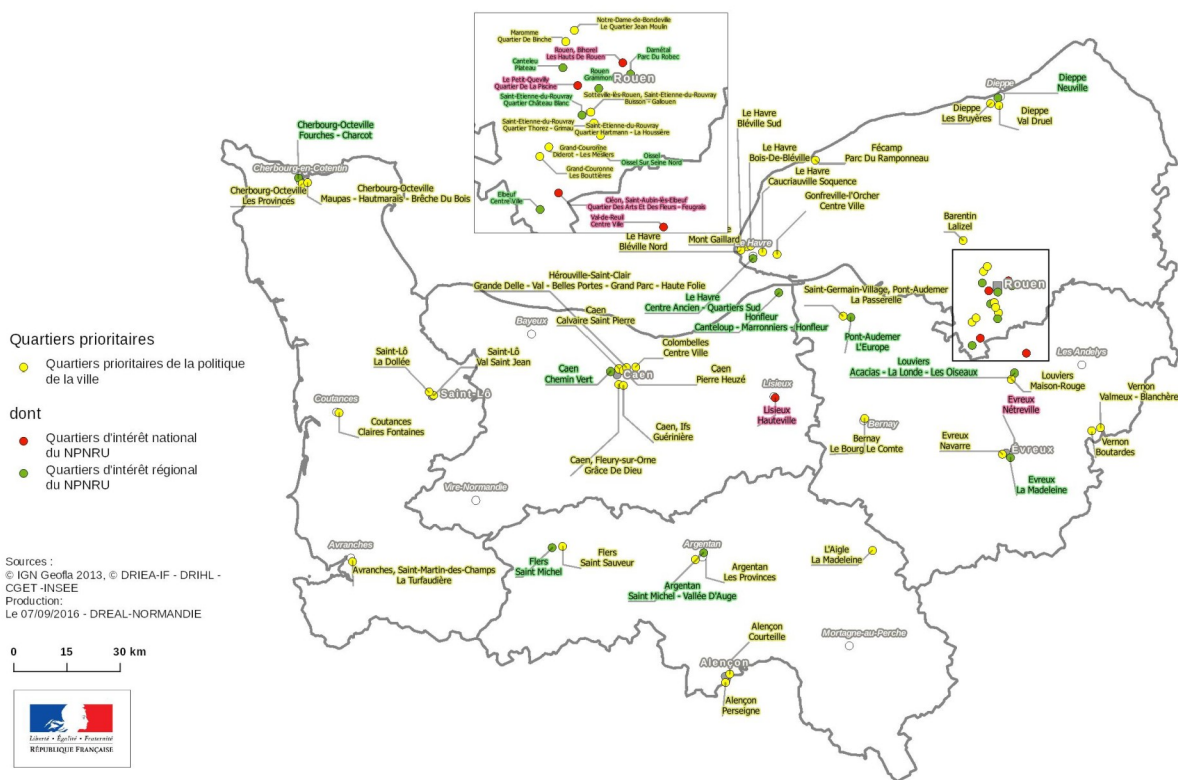 Notre-Dame-de-Bondeville
Le Quartier Jean Moulin
Maromme
Quartier De Binche
Rouen, Bihorel
Les Hauts De Rouen
Darnétal
Parc Du Robec
Canteleu
Plateau
Rouen
Rouen
Grammont
Le Petit-Quevilly
Quartier De La Piscine
Sotteville-lès-Rouen, Saint-Etienne-du-Rouvray
Buisson - Gallouen
Saint-Etienne-du-Rouvray
Quartier Château Blanc
Saint-Etienne-du-Rouvray
Quartier Thorez - Grimau
Saint-Etienne-du-Rouvray
Quartier Hartmann - La Houssière
Grand-Couronne
Diderot - Les Mesliers
Oissel
Oissel Sur Seine Nord
Grand-Couronne
Les Bouttières
Elbeuf
Centre-Ville
Cléon, Saint-Aubin-lès-Elbeuf
Quartier Des Arts Et Des Fleurs - Feugrais
Val-de-Reuil
Centre Ville
Dieppe
Dieppe
Neuville
Dieppe
Les Bruyères
Dieppe
Val Druel
Le Havre
Bléville Sud
Le Havre
Bois-De-Bléville
Fécamp
Parc Du Ramponneau
Le Havre
Caucriauville Soquence
Gonfreville-l'Orcher
Centre Ville
Barentin
Lalizel
Le Havre
Bléville Nord
Mont Gaillard
Le Havre
Rouen
Cherbourg-Octeville
Fourches - Charcot
Cherbourg-en-Cotentin
Cherbourg-Octeville
Les Provinces
Cherbourg-Octeville
Maupas - Hautmarais - Brêche Du Bois
Hérouville-Saint-Clair
Grande Delle - Val - Belles Portes - Grand Parc - Haute Folie
Le Havre
Centre Ancien - Quartiers Sud
Honfleur
Canteloup - Marronniers - Honfleur
Saint-Germain-Village, Pont-Audemer
La Passerelle
Pont-Audemer
L'Europe
Caen
Calvaire Saint Pierre
Bayeux
Colombelles
Centre Ville
Saint-Lô
La Dollée
Saint-Lô
Val Saint Jean
Caen
Chemin Vert
Caen
Caen
Pierre Heuzé
Lisieux
Lisieux
Hauteville
Les Andelys
Louviers
Acacias - La Londe - Les Oiseaux
Louviers
Maison-Rouge
Vernon
Valmeux - Blanchère
Vernon
Boutardes
Evreux
Nétreville
Evreux
Navarre
Évreux
Evreux
La Madeleine
Bernay
Bernay
Le Bourg Le Comte
Saint-Lô
Coutances
Coutances
Claires Fontaines
Caen, Ifs
Guérinière
Caen, Fleury-sur-Orne
Grâce De Dieu
Vire-Normandie
Avranches
Avranches, Saint-Martin-des-Champs
La Turfaudière
Flers
Saint Michel
Flers
Saint Sauveur
Argentan
Argentan
Les Provinces
Argentan
Saint Michel - Vallée D'Auge
L'Aigle
La Madeleine
Alençon
Courteille
Mortagne-au-Perche
Alençon
Alençon
Perseigne
Quartiers prioritaires
Quartiers prioritaires de la politique
de la ville
dont
Quartiers d'intérêt national
du NPNRU
Quartiers d'intérêt régional
du NPNRU
Sources :
© IGN Geofla 2013, © DRIEA-IF - DRIHL -
CGET -INSEE
Production:
Le 07/09/2016 - DREAL-NORMANDIE
0 15 30 km
Liberté • Égalité • Fraternité
RÉPUBLIQUE FRANÇAISE